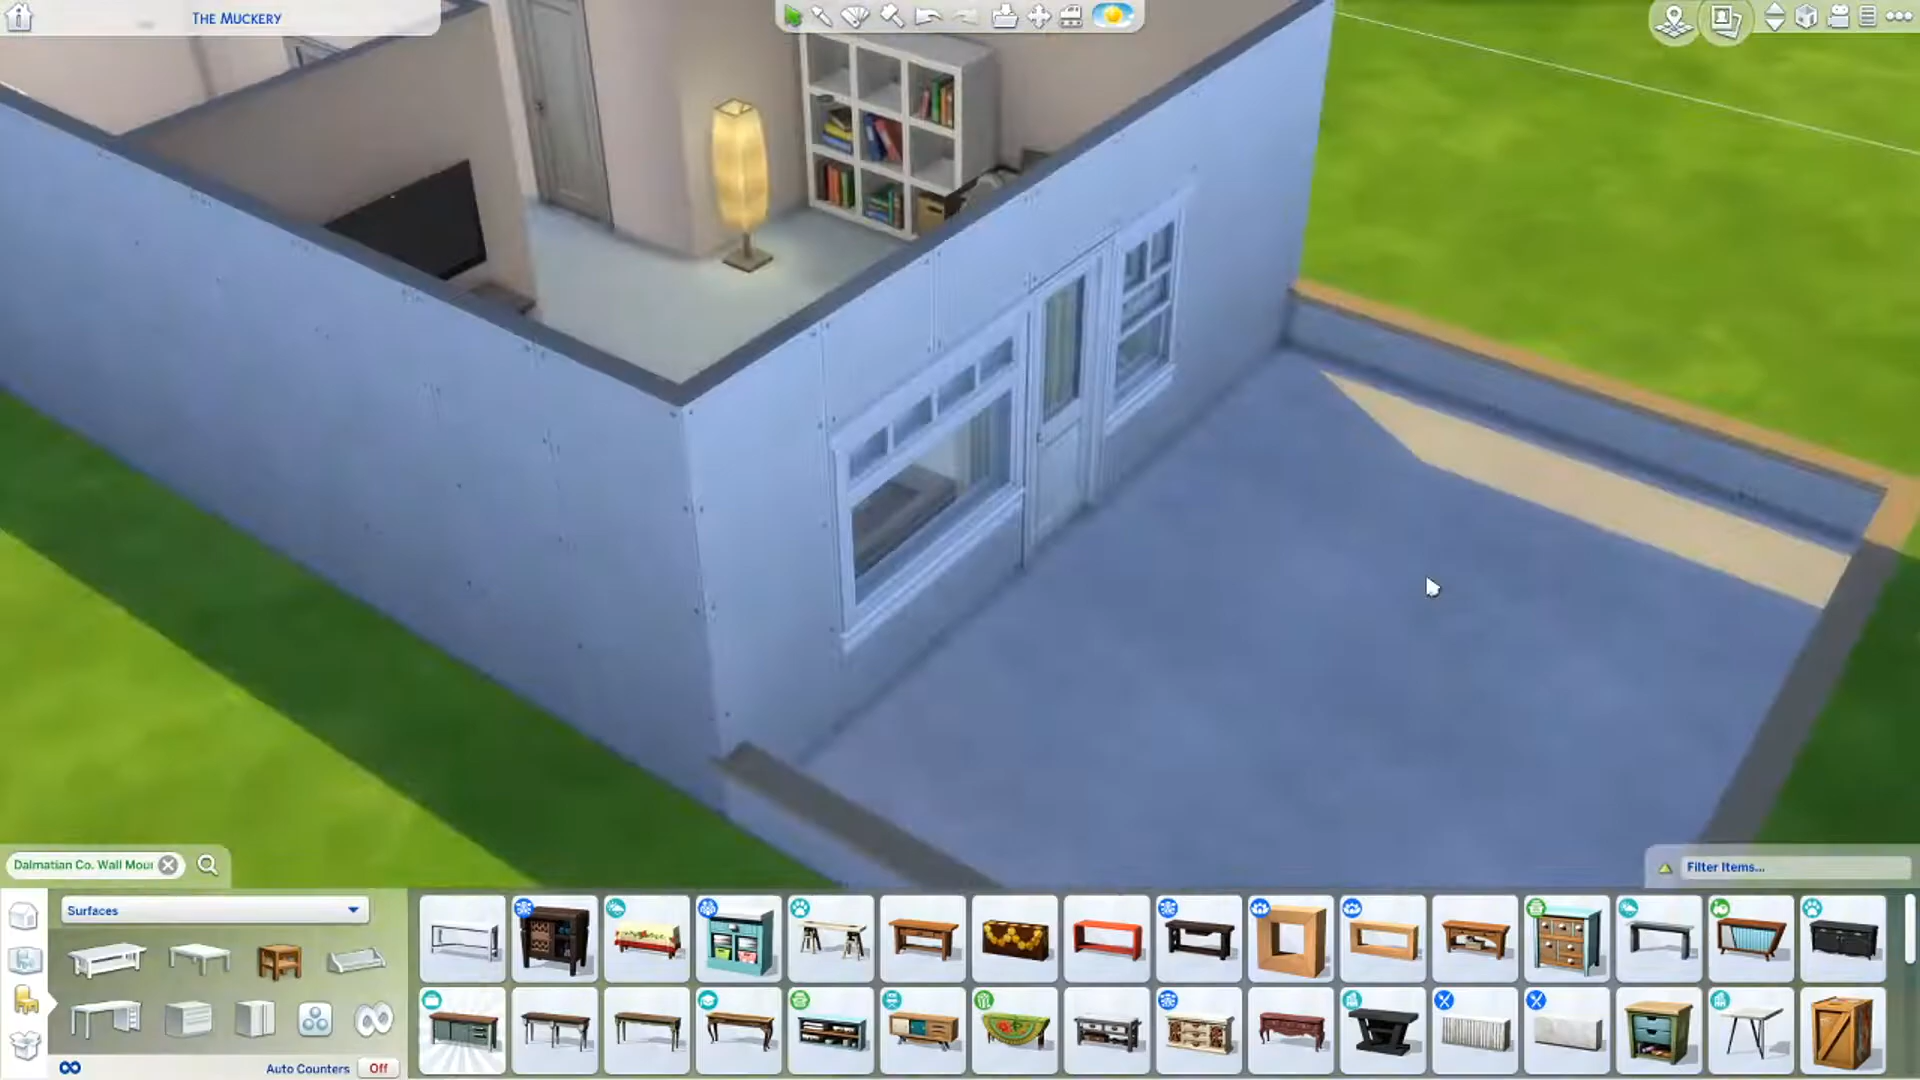 THE MUCKERY
Dalmatian Co. Wall Mou
Filter Items...
Surfaces
Auto Counters Off